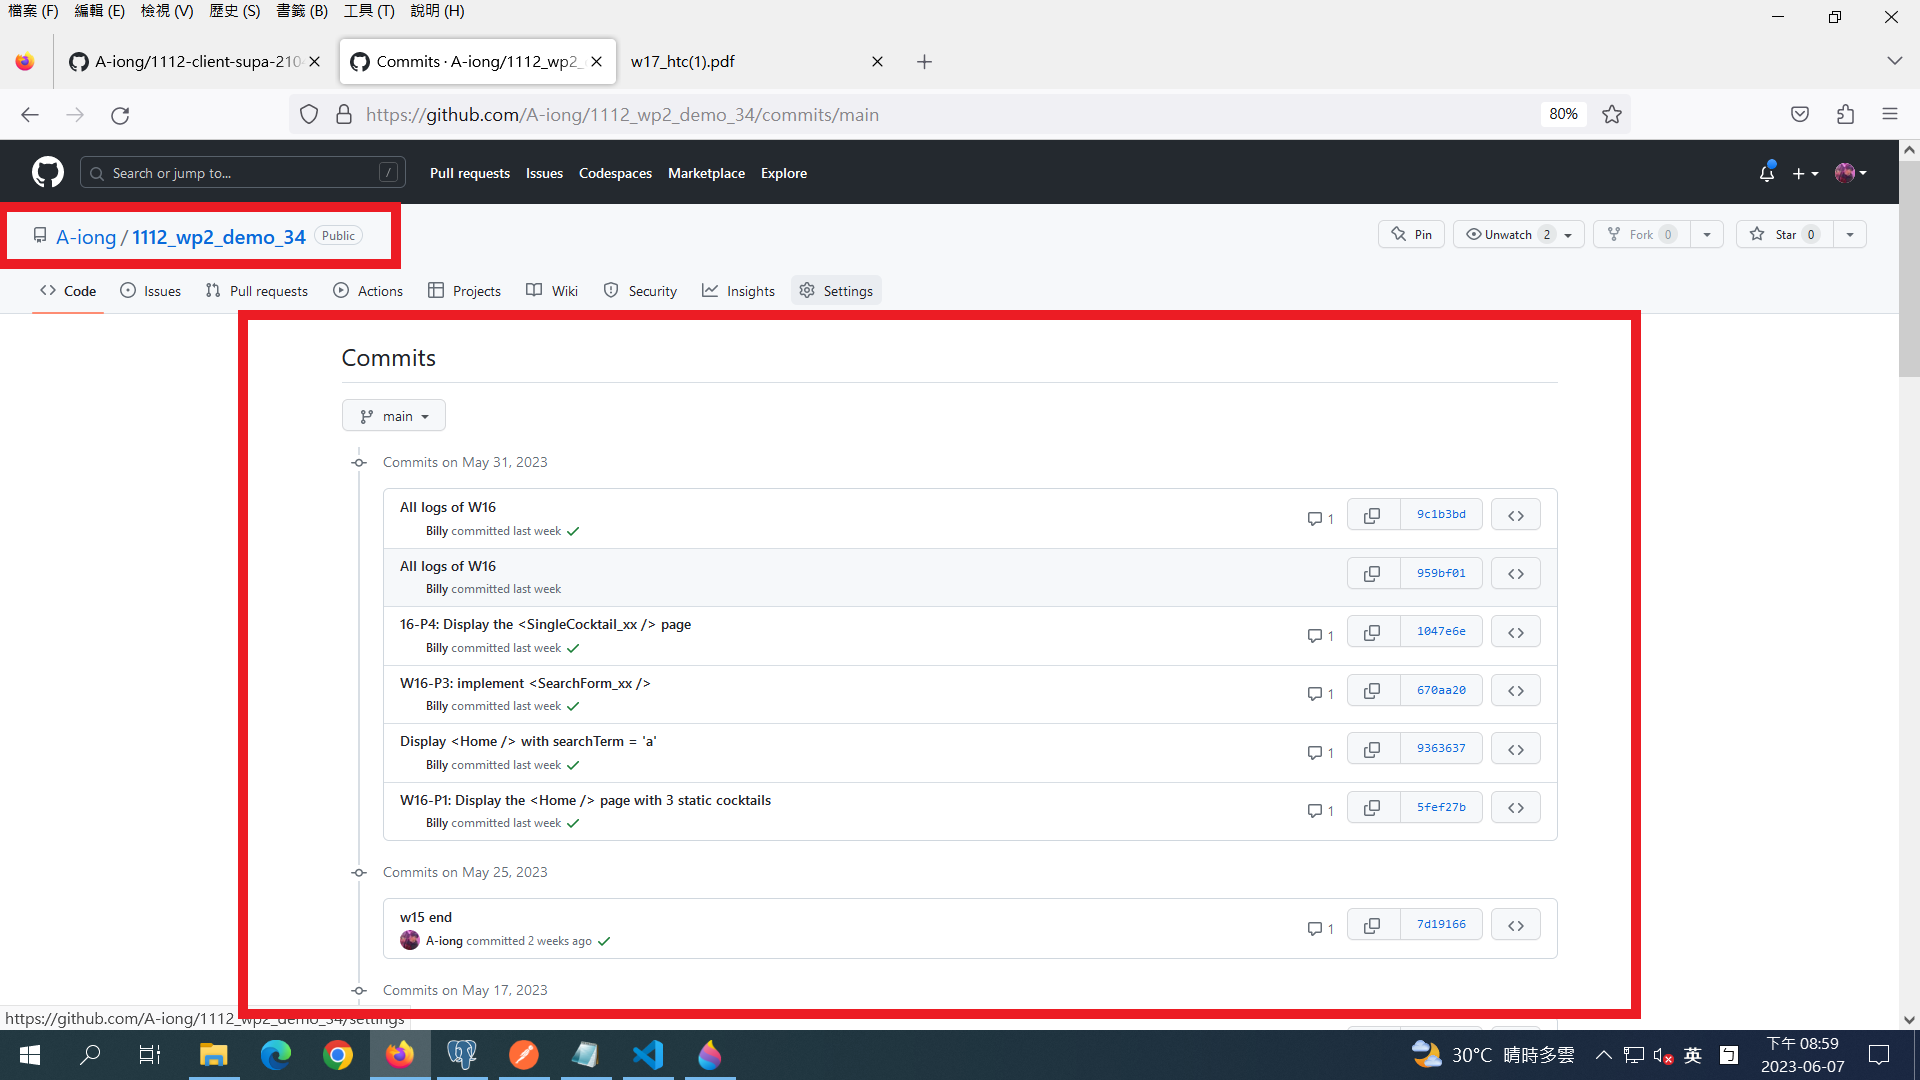 檔案 (F) 編輯 (E) 檢視 (V) 歷史 (S) 書籤 (B) 工具 (T) 說明 (H)
A-iong/1112-client-supa-210 Commits · A-iong/1112_wp2_ w17_htc(1).pdf
https://github.com/A-iong/1112_wp2_demo_34/commits/main 80%
Search or jump to... / Pull requests Issues Codespaces Marketplace Explore
A-iong / 1112_wp2_demo_34 Public Pin Unwatch 2 Fork 0 Star 0
Code Issues Pull requests Actions Projects Wiki Security Insights Settings
Commits
main
Commits on May 31, 2023
All logs of W16 1 9c1b3bd
Billy committed last week
All logs of W16 959bf01
Billy committed last week
16-P4: Display the <SingleCocktail_xx /> page 1 1047e6e
Billy committed last week
W16-P3: implement <SearchForm_xx /> 1 670aa20
Billy committed last week
Display <Home /> with searchTerm = 'a' 1 9363637
Billy committed last week
W16-P1: Display the <Home /> page with 3 static cocktails 1 5fef27b
Billy committed last week
Commits on May 25, 2023
w15 end 1 7d19166
A-iong committed 2 weeks ago
Commits on May 17, 2023
https://github.com/A-iong/1112_wp2_demo_34/settings
30°C 晴時多雲 英 下午 08:59
2023-06-07